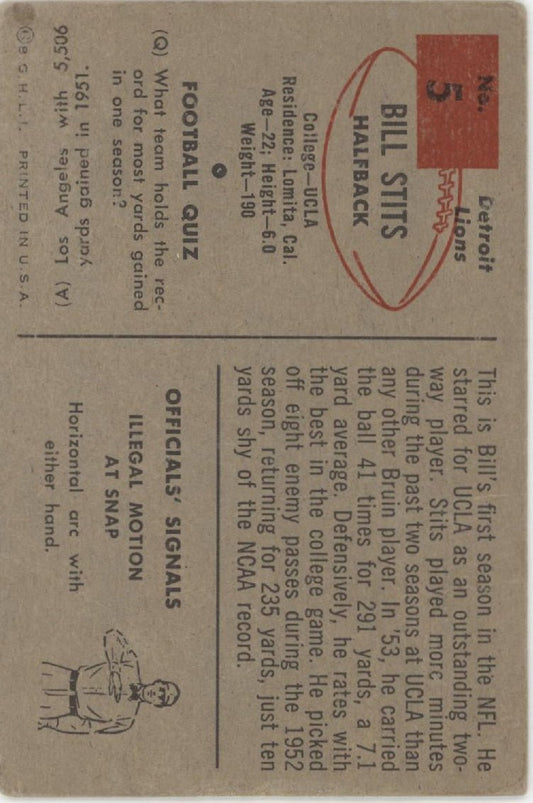 No.
5
Detroit
Lions
BILL STITS
HALFBACK
College—UCLA
Residence: Lomita, Cal.
Age—22; Height—6.0
Weight—190
FOOTBALL QUIZ
(Q) What team holds the rec-
ord for most yards gained
in one season?
(A) Los Angeles with 5,506
yards gained in 1951.
© B G H L I. PRINTED IN U.S.A.
This is Bill's first season in the NFL. He
starred for UCLA as an outstanding two-
way player. Stits played more minutes
during the past two seasons at UCLA than
any other Bruin player. In '53, he carried
the ball 41 times for 291 yards, a 7.1
yard average. Defensively, he rates with
the best in the college game. He picked
off eight enemy passes during the 1952
season, returning for 235 yards, just ten
yards shy of the NCAA record.
OFFICIALS' SIGNALS
ILLEGAL MOTION
AT SNAP
Horizontal arc with
either hand.